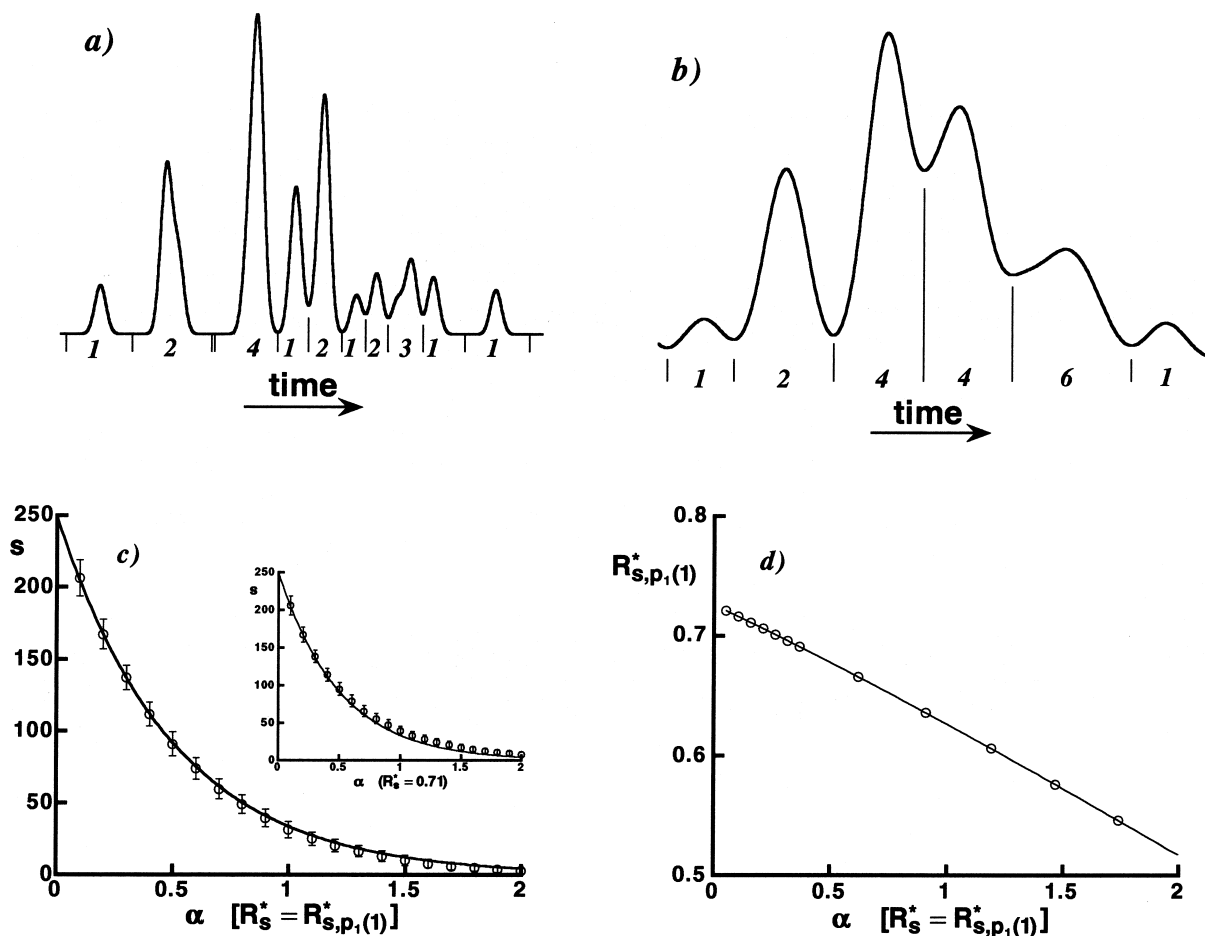 a)
1 2 4 1 2 1 2 3 1 1
time
b)
1 2 4 4 6 1
time
c)
s
250
200
150
100
50
0
0 0.5 1 1.5 2
α [R*s = R*s,p1(1)]
s
250
200
150
100
50
0
0 0.5 1 1.5 2
α (R*s = 0.71)
d)
R*s,p1(1)
0.8
0.7
0.6
0.5
0 0.5 1 1.5 2
α [R*s = R*s,p1(1)]